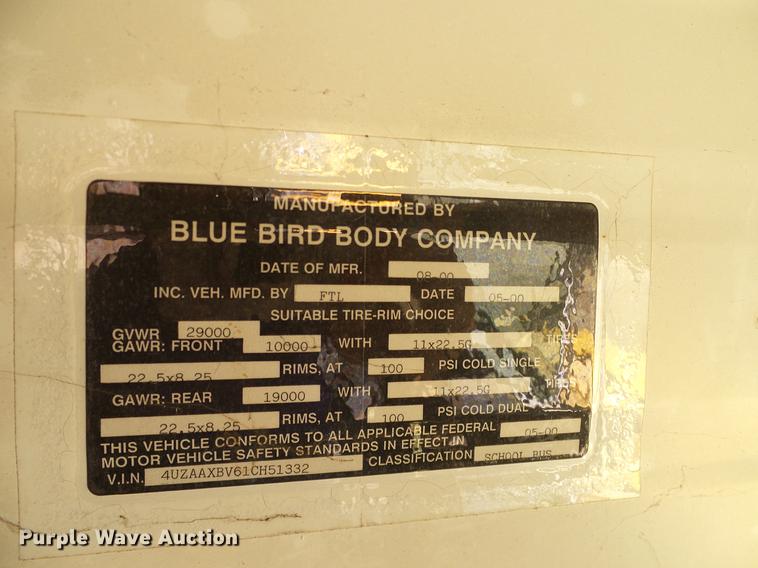 MANUFACTURED BY
BLUE BIRD BODY COMPANY
DATE OF MFR. 08-00
INC. VEH. MFD. BY FTL DATE 05-00
SUITABLE TIRE-RIM CHOICE
GVWR 29000
GAWR: FRONT 10000 WITH 11x22.5G TIRES
22.5x8.25 RIMS, AT 100 PSI COLD SINGLE
GAWR: REAR 19000 WITH 11x22.5G TIRES
22.5x8.25 RIMS, AT 100 PSI COLD DUAL
THIS VEHICLE CONFORMS TO ALL APPLICABLE FEDERAL 05-00
MOTOR VEHICLE SAFETY STANDARDS IN EFFECT IN
V.I.N. 4UZAAXBV61CH51332 CLASSIFICATION SCHOOL BUS
Purple Wave Auction